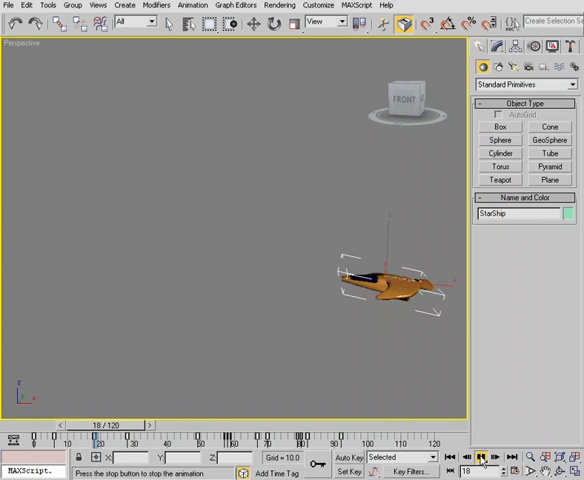 File Edit Tools Group Views Create Modifiers Animation Graph Editors Rendering Customize MAXScript Help
All View Create Selection Se
Perspective
FRONT
Standard Primitives
- Object Type
AutoGrid
Box Cone
Sphere GeoSphere
Cylinder Tube
Torus Pyramid
Teapot Plane
- Name and Color
StarShip
z
x
18 / 120
0 10 20 30 40 50 60 70 80 90 100 110 120
X: Y: Z: Grid = 10.0 Auto Key Selected
MAXScript. Press the stop button to stop the animation Add Time Tag Set Key Key Filters... 18